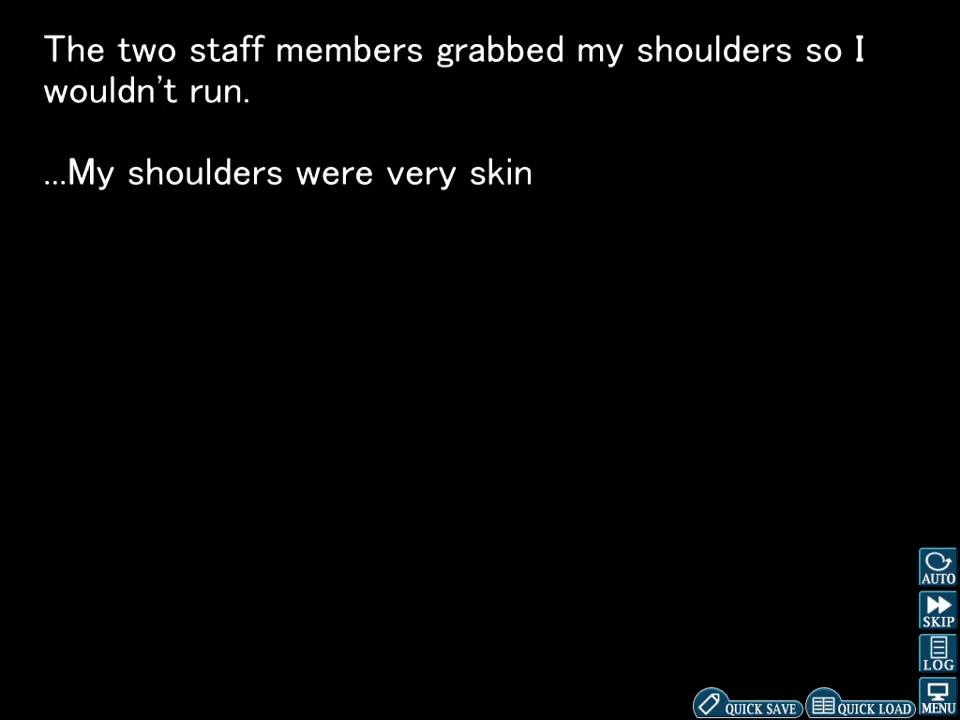 The two staff members grabbed my shoulders so I
wouldn't run.
...My shoulders were very skin
AUTO
SKIP
LOG
QUICK SAVE
QUICK LOAD
MENU